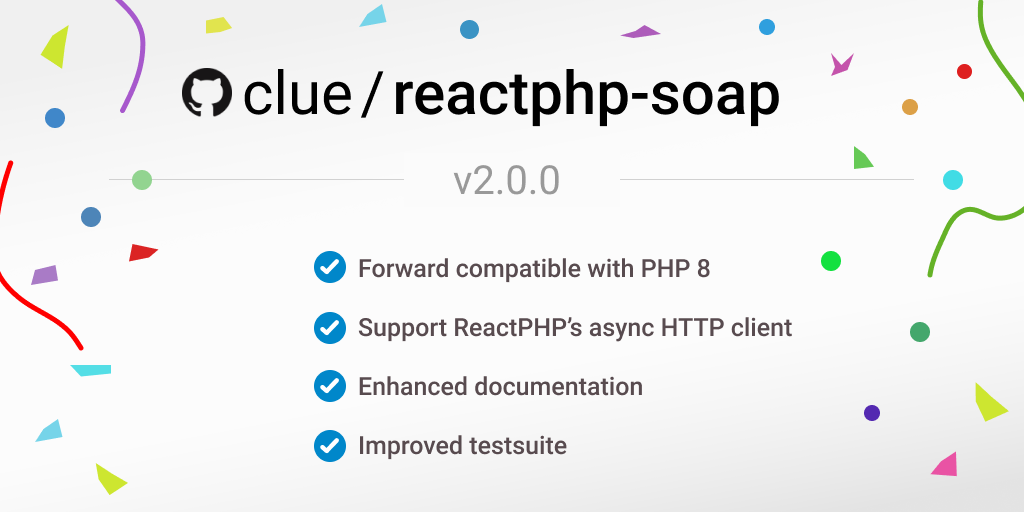 clue/reactphp-soap
v2.0.0
Forward compatible with PHP 8
Support ReactPHP’s async HTTP client
Enhanced documentation
Improved testsuite